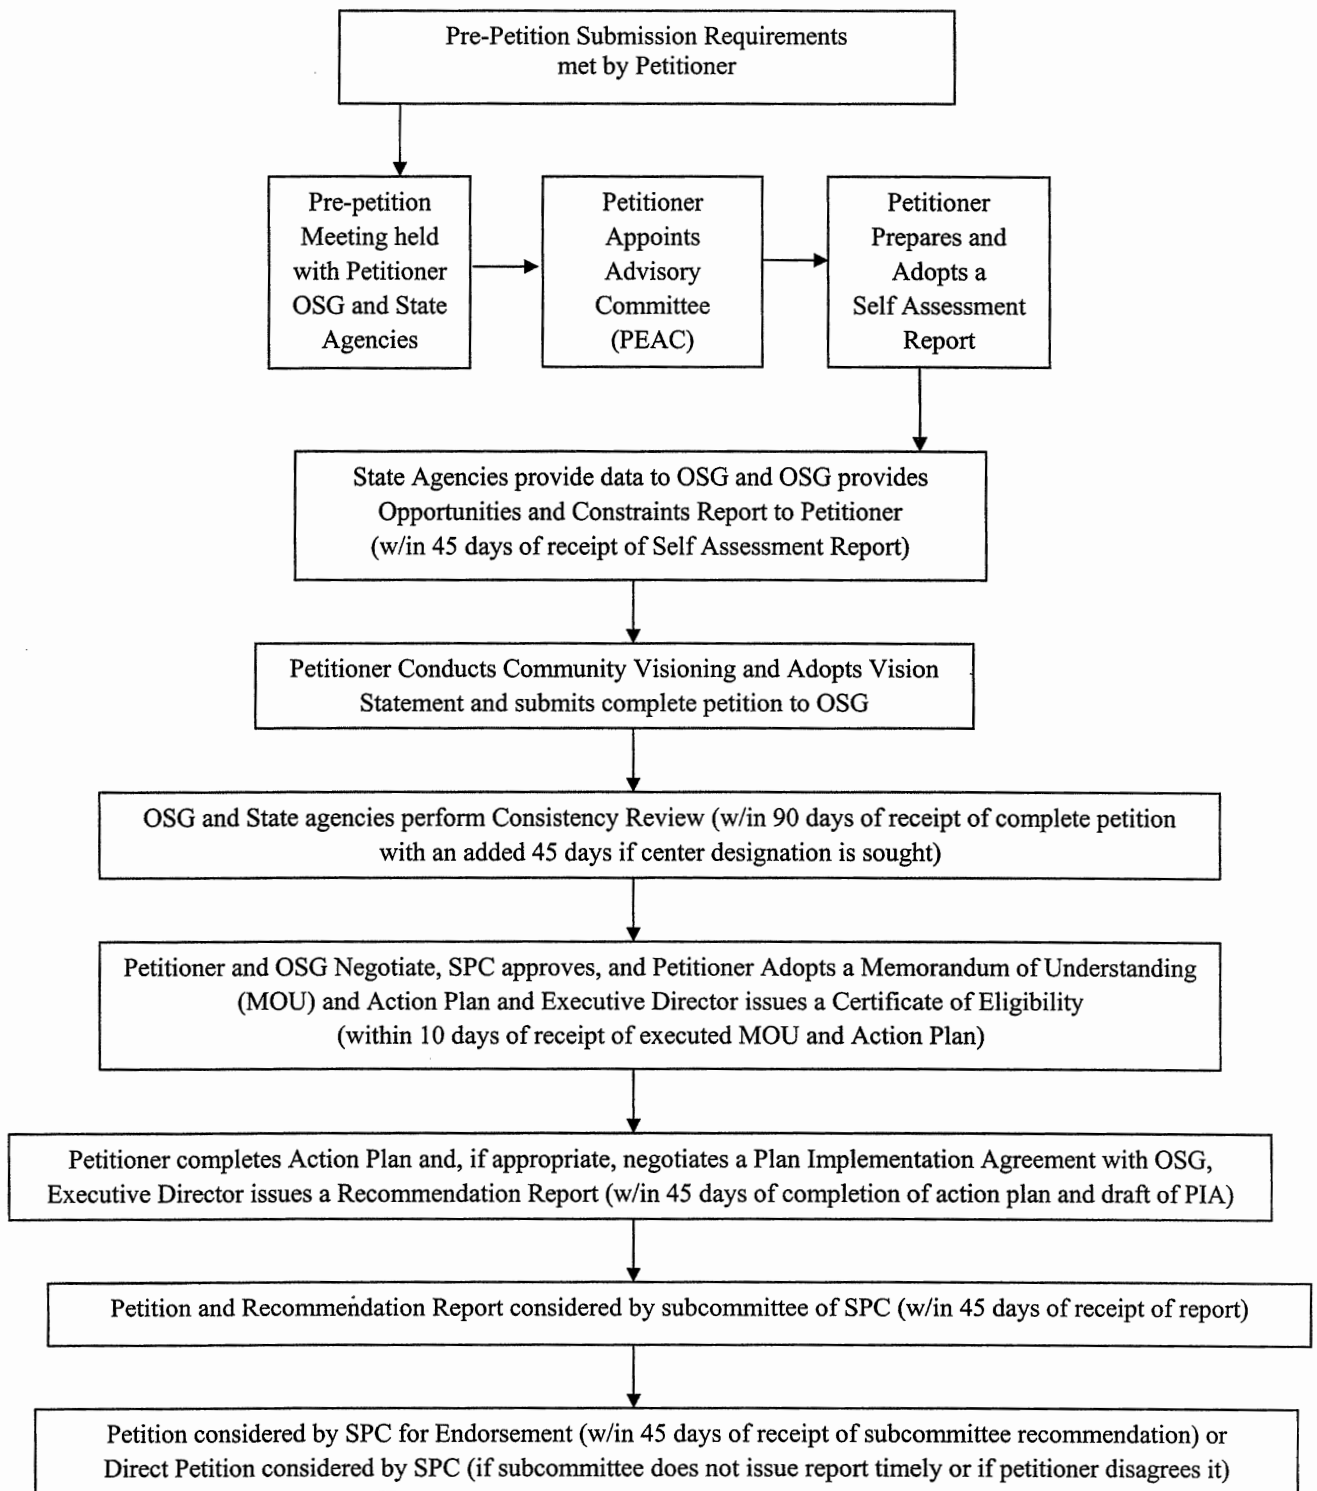 Pre-Petition Submission Requirements
met by Petitioner
Pre-petition
Meeting held
with Petitioner
OSG and State
Agencies
Petitioner
Appoints
Advisory
Committee
(PEAC)
Petitioner
Prepares and
Adopts a
Self Assessment
Report
State Agencies provide data to OSG and OSG provides
Opportunities and Constraints Report to Petitioner
(w/in 45 days of receipt of Self Assessment Report)
Petitioner Conducts Community Visioning and Adopts Vision
Statement and submits complete petition to OSG
OSG and State agencies perform Consistency Review (w/in 90 days of receipt of complete petition
with an added 45 days if center designation is sought)
Petitioner and OSG Negotiate, SPC approves, and Petitioner Adopts a Memorandum of Understanding
(MOU) and Action Plan and Executive Director issues a Certificate of Eligibility
(within 10 days of receipt of executed MOU and Action Plan)
Petitioner completes Action Plan and, if appropriate, negotiates a Plan Implementation Agreement with OSG,
Executive Director issues a Recommendation Report (w/in 45 days of completion of action plan and draft of PIA)
Petition and Recommendation Report considered by subcommittee of SPC (w/in 45 days of receipt of report)
Petition considered by SPC for Endorsement (w/in 45 days of receipt of subcommittee recommendation) or
Direct Petition considered by SPC (if subcommittee does not issue report timely or if petitioner disagrees it)